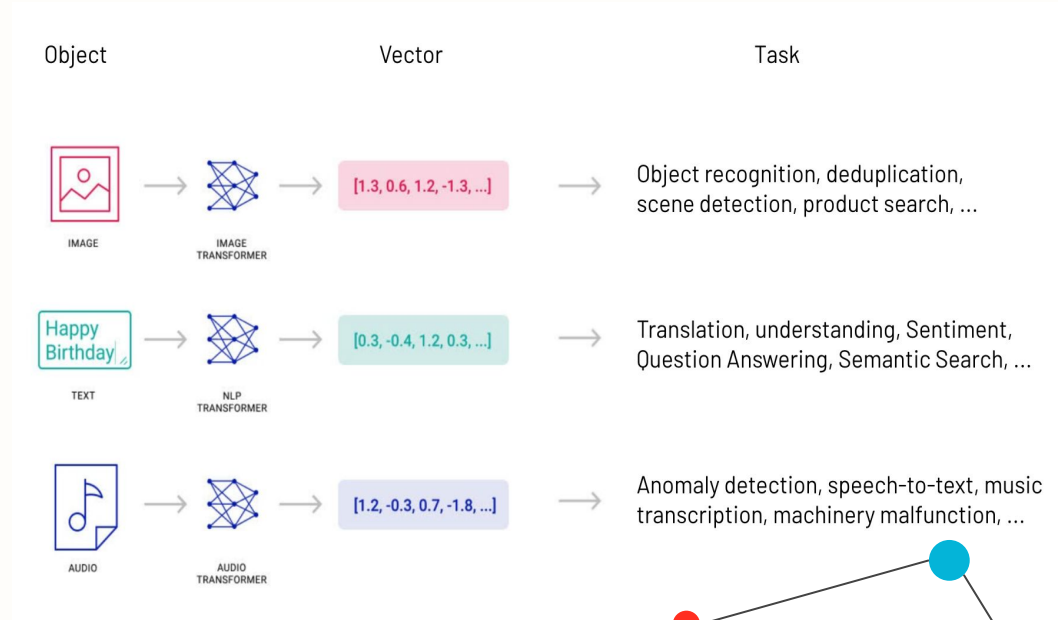 Object
Vector
Task
[1.3, 0.6, 1.2, -1.3, ...]
Object recognition, deduplication,
scene detection, product search, ...
IMAGE
IMAGE
TRANSFORMER
Happy
Birthday
[0.3, -0.4, 1.2, 0.3, ...]
Translation, understanding, Sentiment,
Question Answering, Semantic Search, ...
TEXT
NLP
TRANSFORMER
[1.2, -0.3, 0.7, -1.8, ...]
Anomaly detection, speech-to-text, music
transcription, machinery malfunction, ...
AUDIO
AUDIO
TRANSFORMER